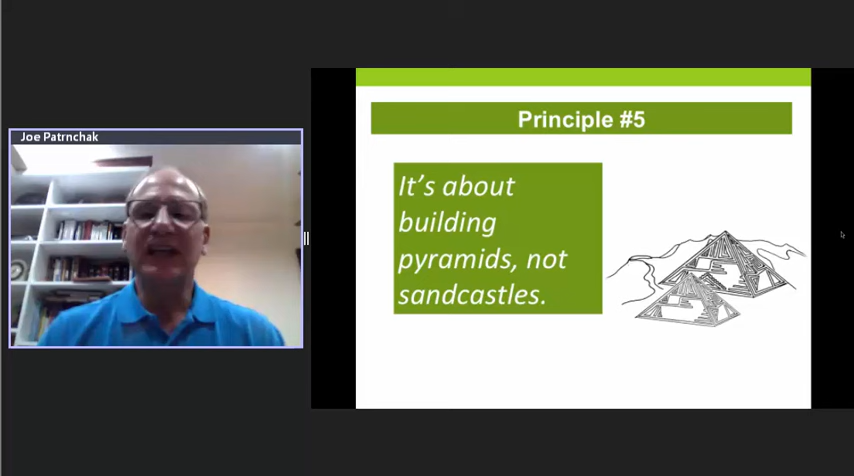 Joe Patrnchak
Principle #5
It’s about
building
pyramids, not
sandcastles.